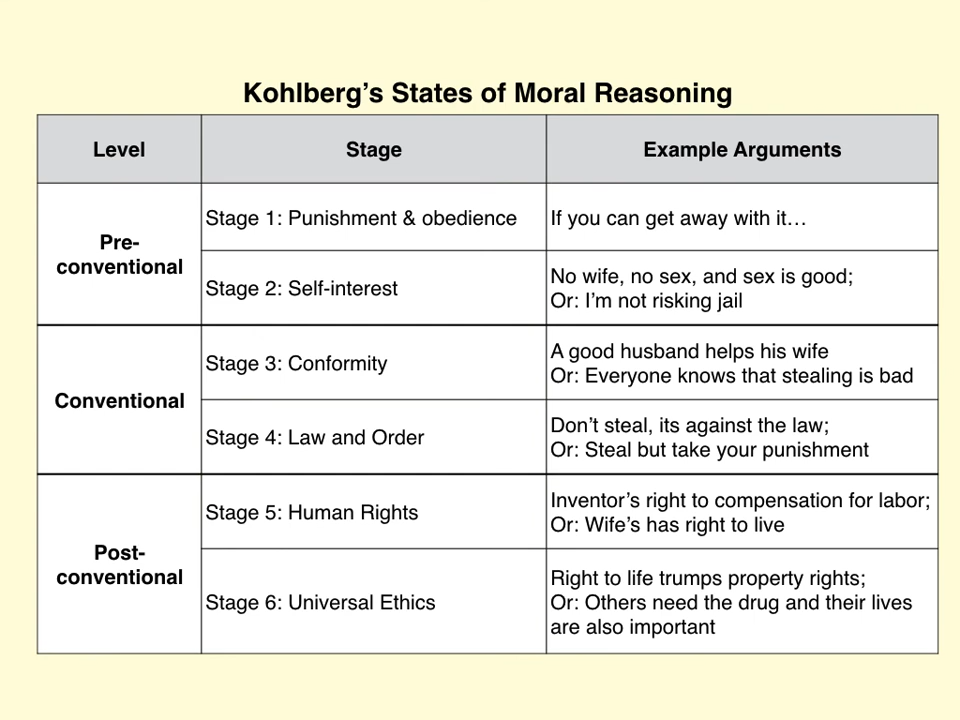 Kohlberg’s States of Moral Reasoning
Level
Stage
Example Arguments
Pre-
conventional
Stage 1: Punishment & obedience
If you can get away with it…
Stage 2: Self-interest
No wife, no sex, and sex is good;
Or: I’m not risking jail
Conventional
Stage 3: Conformity
A good husband helps his wife
Or: Everyone knows that stealing is bad
Stage 4: Law and Order
Don’t steal, its against the law;
Or: Steal but take your punishment
Post-
conventional
Stage 5: Human Rights
Inventor’s right to compensation for labor;
Or: Wife’s has right to live
Stage 6: Universal Ethics
Right to life trumps property rights;
Or: Others need the drug and their lives
are also important